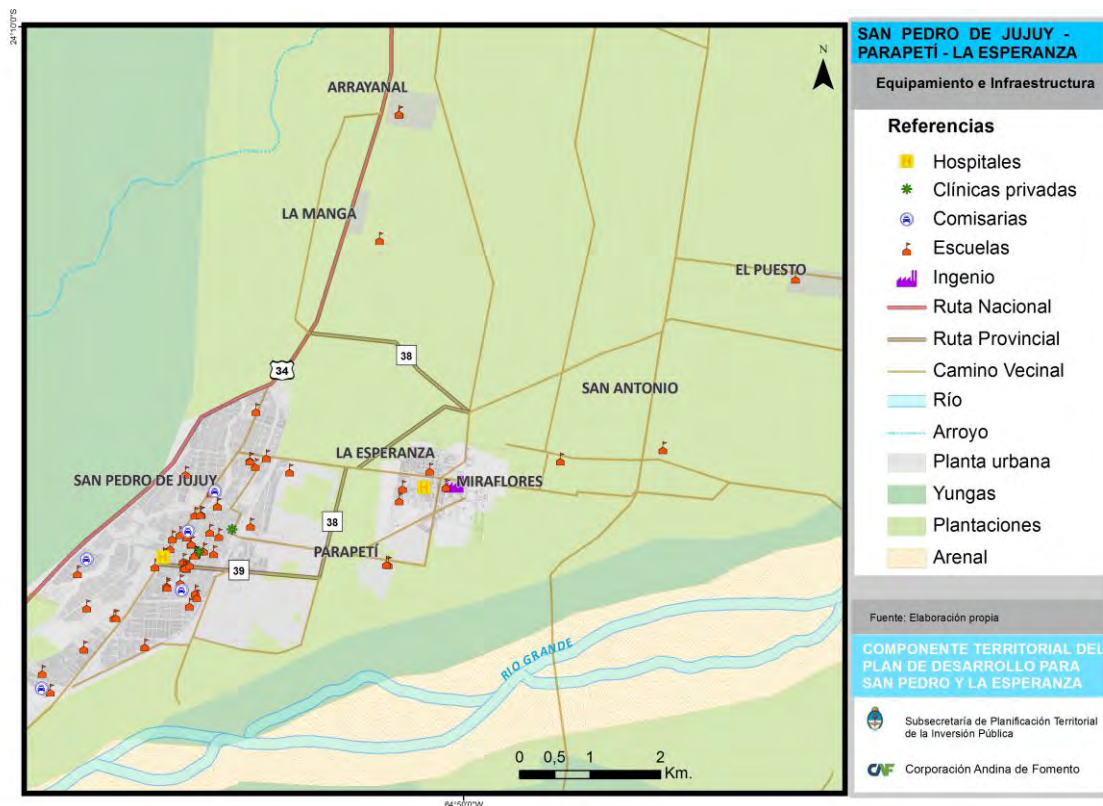 24°10'0"S
N
ARRAYANAL
LA MANGA
EL PUESTO
38
34
SAN ANTONIO
LA ESPERANZA
SAN PEDRO DE JUJUY
MIRAFLORES
38
PARAPETÍ
39
RIO GRANDE
0 0,5 1 2
Km.
64°50'0"W
SAN PEDRO DE JUJUY -
PARAPETÍ - LA ESPERANZA
Equipamiento e Infraestructura
Referencias
H Hospitales
Clínicas privadas
Comisarias
Escuelas
Ingenio
Ruta Nacional
Ruta Provincial
Camino Vecinal
Río
Arroyo
Planta urbana
Yungas
Plantaciones
Arenal
Fuente: Elaboración propia
COMPONENTE TERRITORIAL DEL
PLAN DE DESARROLLO PARA
SAN PEDRO Y LA ESPERANZA
Subsecretaría de Planificación Territorial
de la Inversión Pública
CAF Corporación Andina de Fomento